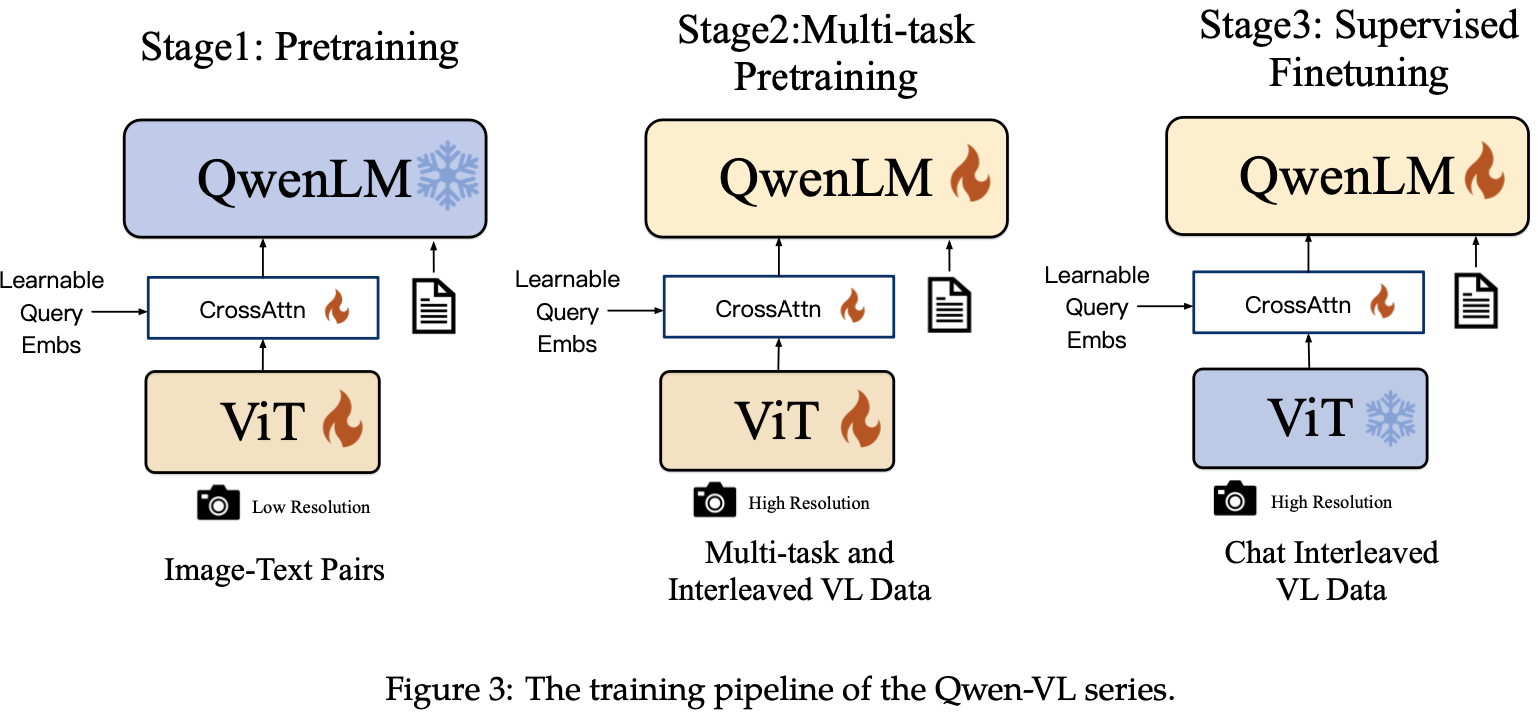 Stage1: Pretraining
QwenLM
Learnable
Query
Embs
CrossAttn
ViT
Low Resolution
Image-Text Pairs
Stage2:Multi-task
Pretraining
QwenLM
Learnable
Query
Embs
CrossAttn
ViT
High Resolution
Multi-task and
Interleaved VL Data
Stage3: Supervised
Finetuning
QwenLM
Learnable
Query
Embs
CrossAttn
ViT
High Resolution
Chat Interleaved
VL Data
Figure 3: The training pipeline of the Qwen-VL series.